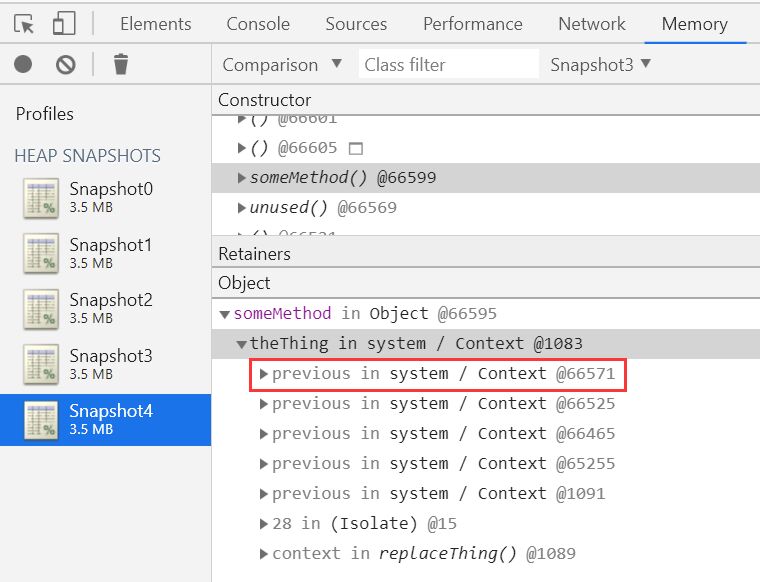 Elements Console Sources Performance Network Memory
Comparison ▼ Class filter Snapshot3 ▼
Profiles
HEAP SNAPSHOTS
Snapshot0
3.5 MB
Snapshot1
3.5 MB
Snapshot2
3.5 MB
Snapshot3
3.5 MB
Snapshot4
3.5 MB
Constructor
() @66601
() @66605
someMethod() @66599
unused() @66569
() @66521
Retainers
Object
someMethod in Object @66595
theThing in system / Context @1083
previous in system / Context @66571
previous in system / Context @66525
previous in system / Context @66465
previous in system / Context @65255
previous in system / Context @1091
28 in (Isolate) @15
context in replaceThing() @1089